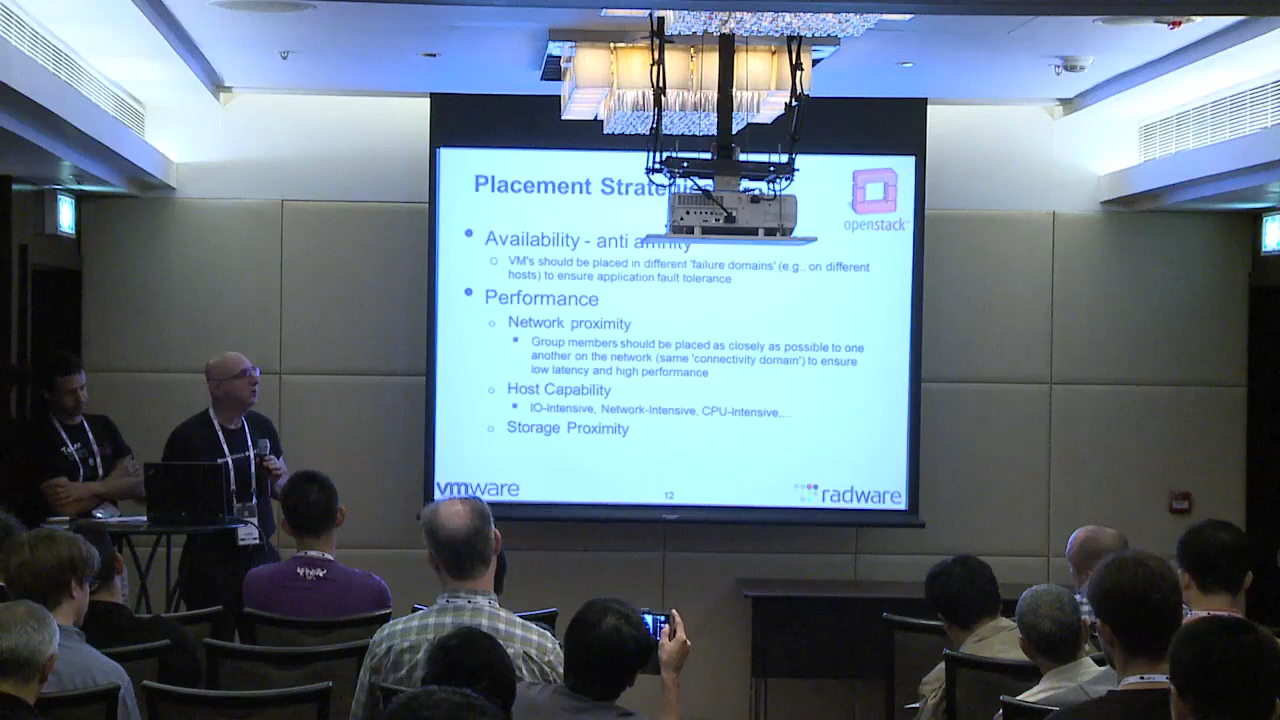 Placement Strategies
openstack
Availability - anti affinity
VM's should be placed in different 'failure domains' (e.g.. on different
hosts) to ensure application fault tolerance
Performance
Network proximity
Group members should be placed as closely as possible to one
another on the network (same 'connectivity domain') to ensure
low latency and high performance
Host Capability
IO-Intensive, Network-Intensive, CPU-Intensive,...
Storage Proximity
vmware
12
radware